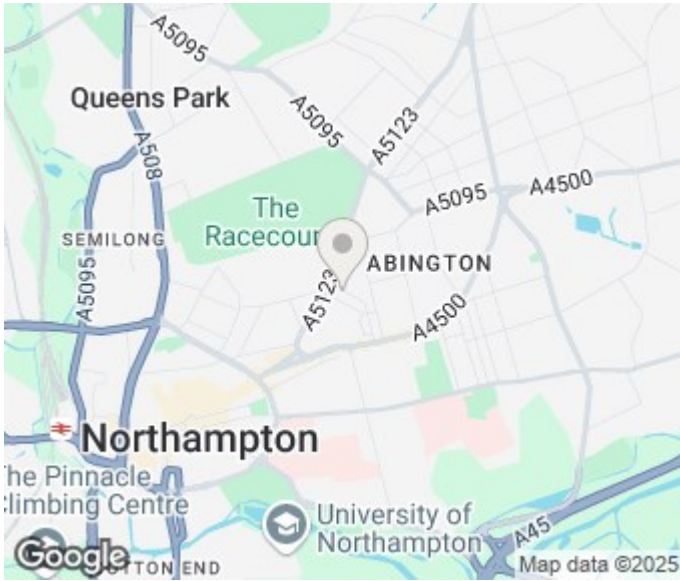 A5095
Queens Park
A5095
A5123
A508
A5095
A4500
The
Racecour
SEMILONG
ABINGTON
A5095
A5123
A4500
Northampton
The Pinnacle
Climbing Centre
University of
Northampton
A45
COTTON END
Google
Map data ©2025